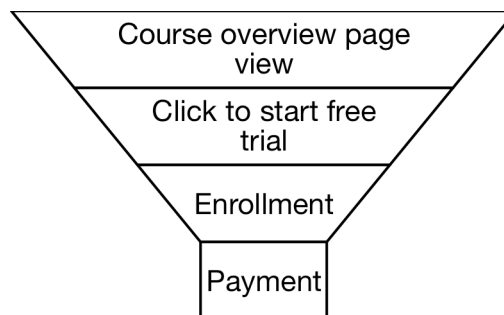 Course overview page
view
Click to start free
trial
Enrollment
Payment